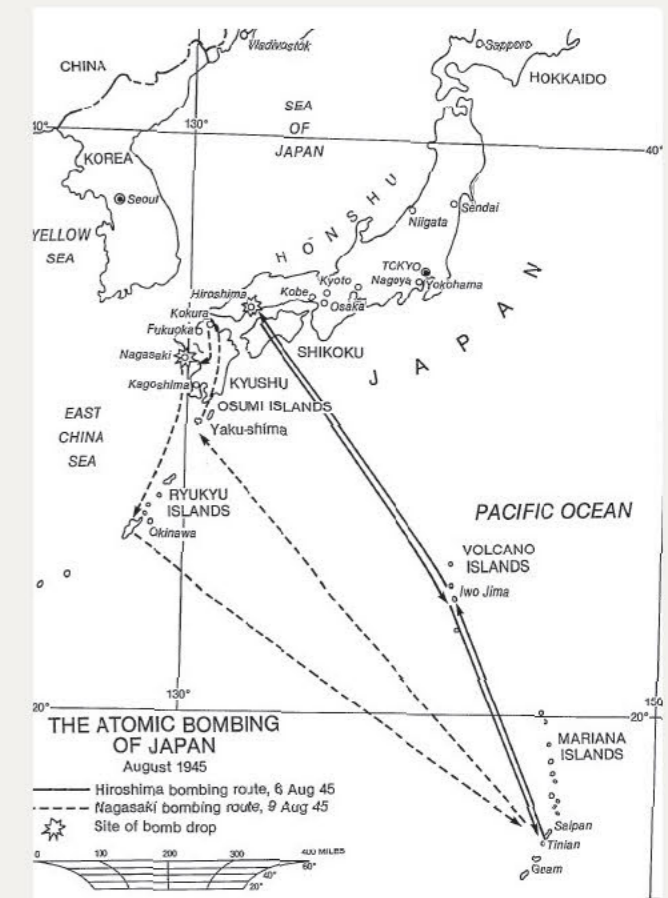 Vladivostok
Sapporo
CHINA
HOKKAIDO
SEA
OF
JAPAN
40°
130°
40°
KOREA
Seoul
HONSHU
Niigata
Sendai
YELLOW
SEA
TOKYO
Nagoya
Yokohama
Kyoto
Kobe
Osaka
Hiroshima
Kokura
Fukuoka
SHIKOKU
JAPAN
Nagasaki
Kagoshima
KYUSHU
OSUMI ISLANDS
Yaku-shima
EAST
CHINA
SEA
RYUKYU
ISLANDS
Okinawa
PACIFIC OCEAN
VOLCANO
ISLANDS
Iwo Jima
20°
130°
20°
150
MARIANA
ISLANDS
Saipan
Tinian
Guam
THE ATOMIC BOMBING
OF JAPAN
August 1945
Hiroshima bombing route, 6 Aug 45
Nagasaki bombing route, 9 Aug 45
Site of bomb drop
0 100 200 300 400 MILES
60°
40°
20°